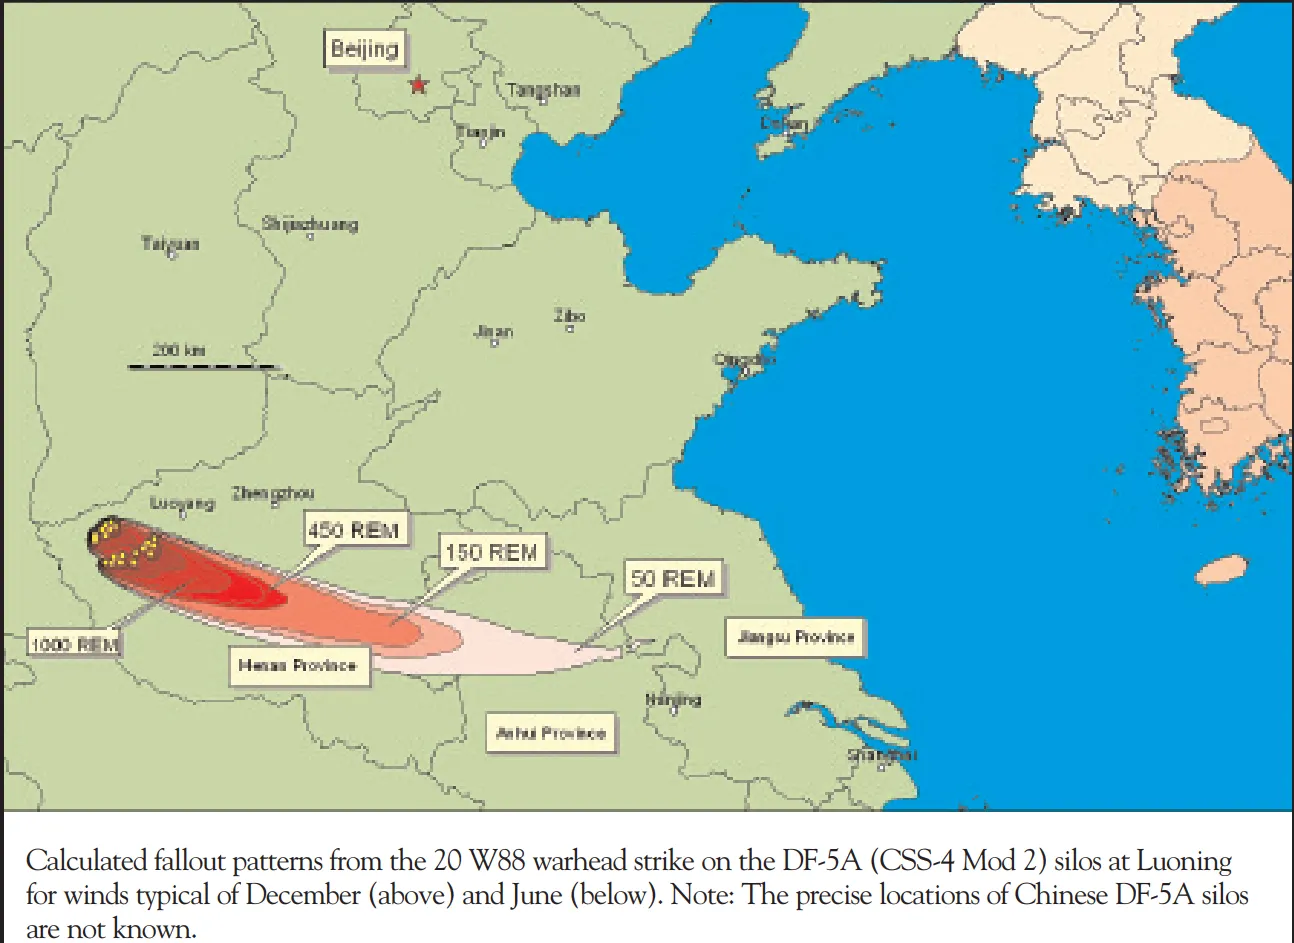 Beijing
Tangshan
Tianjin
Dalian
Shijiazhuang
Taiyuan
Zibo
Jinan
200 km
Qingdao
Zhengzhou
Luoyang
450 REM
150 REM
50 REM
1000 REM
Jiangsu Province
Henan Province
Nanjing
Anhui Province
Shanghai
Calculated fallout patterns from the 20 W88 warhead strike on the DF-5A (CSS-4 Mod 2) silos at Luoning
for winds typical of December (above) and June (below). Note: The precise locations of Chinese DF-5A silos
are not known.